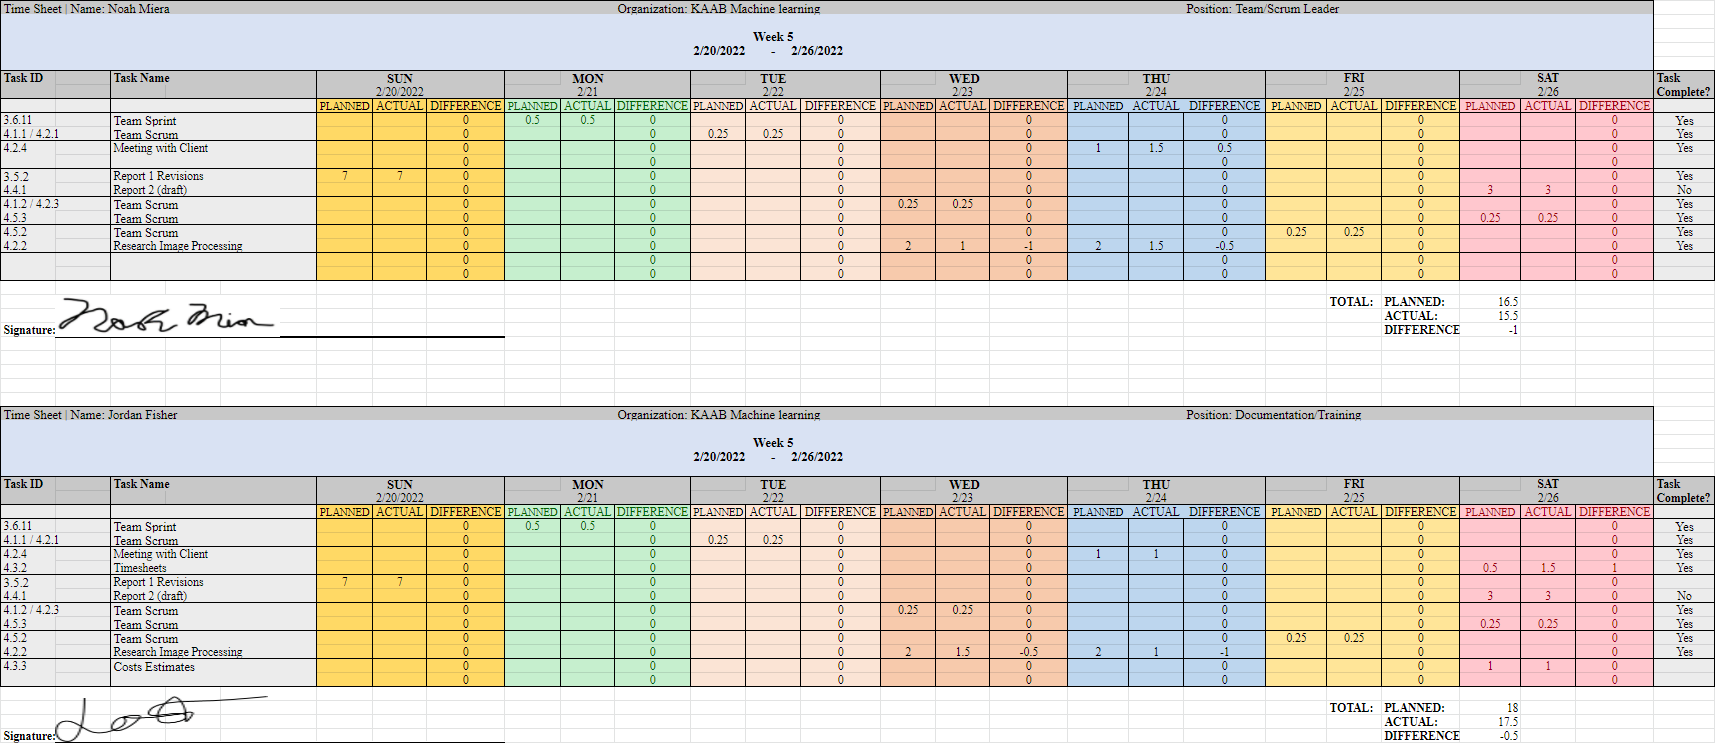 Time Sheet | Name: Noah Miera Organization: KAAB Machine learning Position: Team/Scrum Leader
Week 5
2/20/2022 - 2/26/2022
Task ID Task Name SUN MON TUE WED THU FRI SAT Task
2/20/2022 2/21 2/22 2/23 2/24 2/25 2/26 Complete?
PLANNED ACTUAL DIFFERENCE PLANNED ACTUAL DIFFERENCE PLANNED ACTUAL DIFFERENCE PLANNED ACTUAL DIFFERENCE PLANNED ACTUAL DIFFERENCE PLANNED ACTUAL DIFFERENCE PLANNED ACTUAL DIFFERENCE
3.6.11 Team Sprint 0 0.5 0.5 0 0 0 0 0 0 Yes
4.1.1 / 4.2.1 Team Scrum 0 0 0.25 0.25 0 0 0 0 0 Yes
4.2.4 Meeting with Client 0 0 0 0 1 1.5 0.5 0 0 Yes
0 0 0 0 0 0 0
3.5.2 Report 1 Revisions 7 7 0 0 0 0 0 0 0 Yes
4.4.1 Report 2 (draft) 0 0 0 0 0 0 3 3 0 No
4.1.2 / 4.2.3 Team Scrum 0 0 0 0.25 0.25 0 0 0 0 Yes
4.5.3 Team Scrum 0 0 0 0 0 0 0.25 0.25 0 Yes
4.5.2 Team Scrum 0 0 0 0 0 0.25 0.25 0 0 Yes
4.2.2 Research Image Processing 0 0 0 2 1 -1 2 1.5 -0.5 0 0 Yes
0 0 0 0 0 0 0
0 0 0 0 0 0 0
TOTAL: PLANNED: 16.5
ACTUAL: 15.5
Signature: Noah Miera DIFFERENCE -1
Time Sheet | Name: Jordan Fisher Organization: KAAB Machine learning Position: Documentation/Training
Week 5
2/20/2022 - 2/26/2022
Task ID Task Name SUN MON TUE WED THU FRI SAT Task
2/20/2022 2/21 2/22 2/23 2/24 2/25 2/26 Complete?
PLANNED ACTUAL DIFFERENCE PLANNED ACTUAL DIFFERENCE PLANNED ACTUAL DIFFERENCE PLANNED ACTUAL DIFFERENCE PLANNED ACTUAL DIFFERENCE PLANNED ACTUAL DIFFERENCE PLANNED ACTUAL DIFFERENCE
3.6.11 Team Sprint 0 0.5 0.5 0 0 0 0 0 0 Yes
4.1.1 / 4.2.1 Team Scrum 0 0 0.25 0.25 0 0 0 0 0 Yes
4.2.4 Meeting with Client 0 0 0 0 1 1 0 0 0 Yes
4.3.2 Timesheets 0 0 0 0 0 0 0.5 1.5 1 Yes
3.5.2 Report 1 Revisions 7 7 0 0 0 0 0 0 0
4.4.1 Report 2 (draft) 0 0 0 0 0 0 3 3 0 No
4.1.2 / 4.2.3 Team Scrum 0 0 0 0.25 0.25 0 0 0 0 Yes
4.5.3 Team Scrum 0 0 0 0 0 0 0.25 0.25 0 Yes
4.5.2 Team Scrum 0 0 0 0 0 0.25 0.25 0 0 Yes
4.2.2 Research Image Processing 0 0 0 2 1.5 -0.5 2 1 -1 0 0 Yes
4.3.3 Costs Estimates 0 0 0 0 0 0 1 1 0
0 0 0 0 0 0 0
TOTAL: PLANNED: 18
ACTUAL: 17.5
Signature: DIFFERENCE -0.5